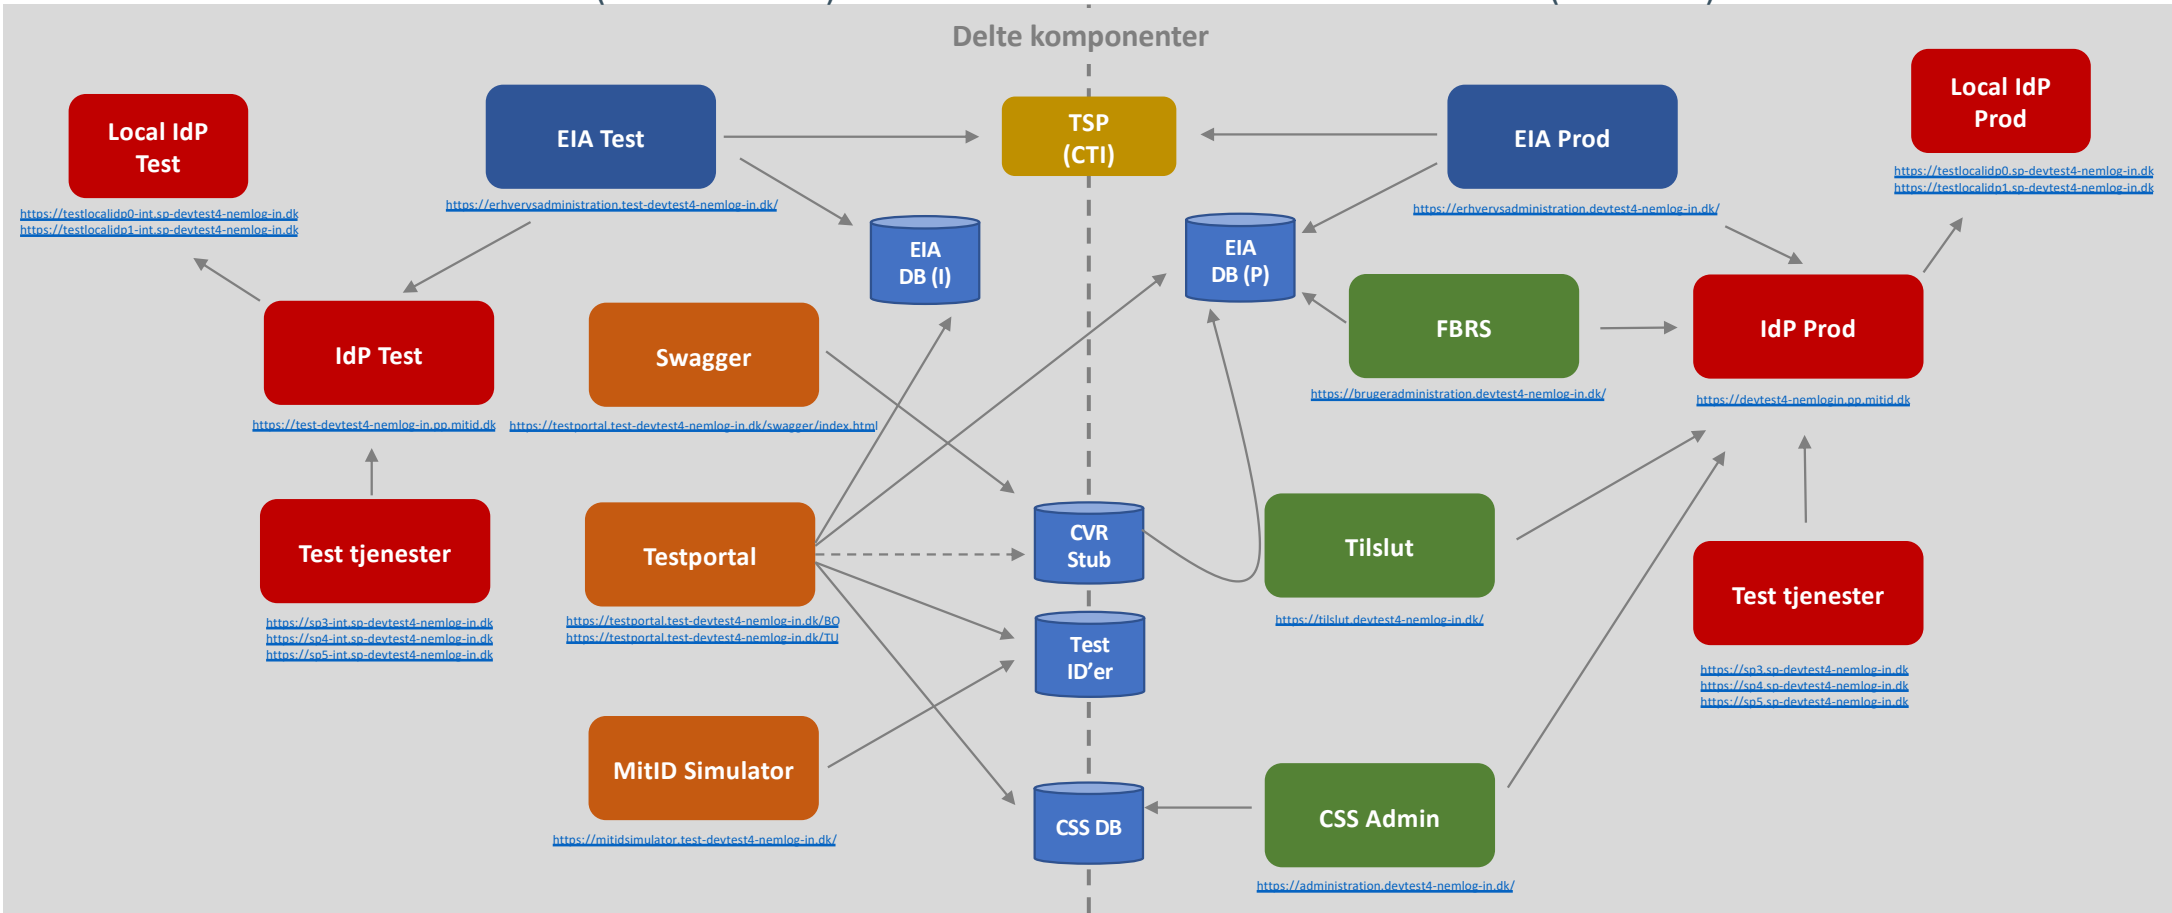 Delte komponenter
Local IdP
Test
https://testlocalidp0-int.sp-devtest4-nemlog-in.dk
https://testlocalidp1-int.sp-devtest4-nemlog-in.dk
EIA Test
https://erhvervsadministration.test-devtest4-nemlog-in.dk/
TSP
(CTI)
EIA Prod
https://erhvervsadministration.devtest4-nemlog-in.dk/
Local IdP
Prod
https://testlocalidp0.sp-devtest4-nemlog-in.dk
https://testlocalidp1.sp-devtest4-nemlog-in.dk
EIA
DB (I)
EIA
DB (P)
IdP Test
https://test-devtest4-nemlog-in.pp.mitid.dk
Swagger
https://testportal.test-devtest4-nemlog-in.dk/swagger/index.html
FBRS
https://brugeradministration.devtest4-nemlog-in.dk/
IdP Prod
https://devtest4-nemlogin.pp.mitid.dk
Test tjenester
https://sp3-int.sp-devtest4-nemlog-in.dk
https://sp4-int.sp-devtest4-nemlog-in.dk
https://sp5-int.sp-devtest4-nemlog-in.dk
Testportal
https://testportal.test-devtest4-nemlog-in.dk/BO
https://testportal.test-devtest4-nemlog-in.dk/TU
CVR
Stub
Tilslut
https://tilslut.devtest4-nemlog-in.dk/
Test tjenester
https://sp3.sp-devtest4-nemlog-in.dk
https://sp4.sp-devtest4-nemlog-in.dk
https://sp5.sp-devtest4-nemlog-in.dk
Test
ID’er
MitID Simulator
https://mitidsimulator.test-devtest4-nemlog-in.dk/
CSS DB
CSS Admin
https://administration.devtest4-nemlog-in.dk/